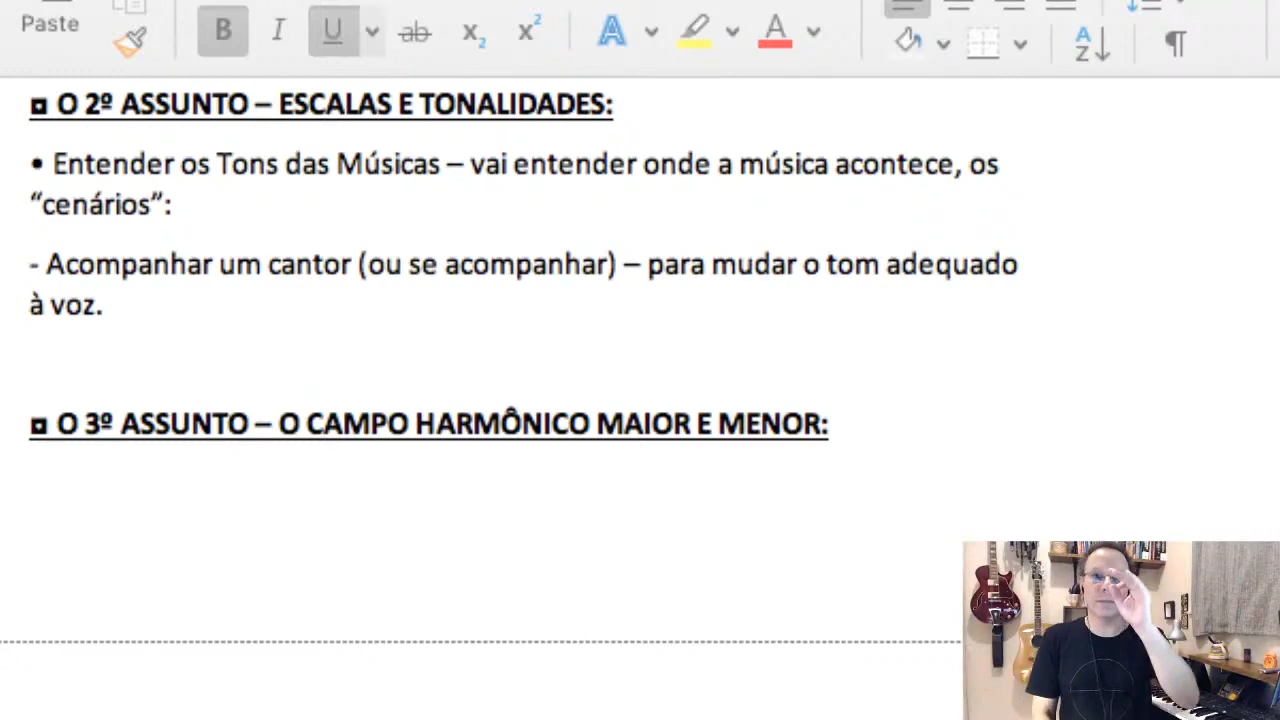 Paste
B I U ab x₂ x² A A A Z ¶
◘ O 2º ASSUNTO – ESCALAS E TONALIDADES:
• Entender os Tons das Músicas – vai entender onde a música acontece, os
“cenários”:
- Acompanhar um cantor (ou se acompanhar) – para mudar o tom adequado
à voz.
◘ O 3º ASSUNTO – O CAMPO HARMÔNICO MAIOR E MENOR: